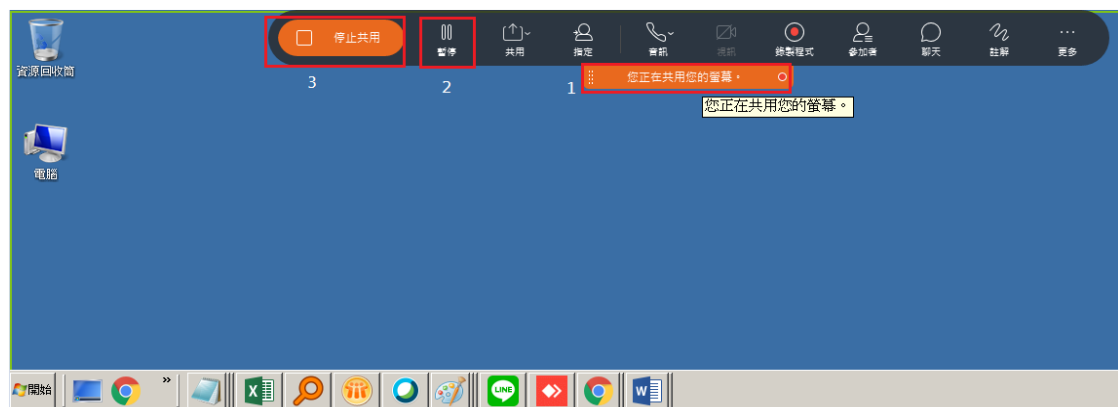 停止共用
暫停
共用
指定
音訊
視訊
錄製程式
參加者
聊天
註解
更多
資源回收筒
3
2
1
您正在共用您的螢幕。
您正在共用您的螢幕。
電腦
開始
LINE